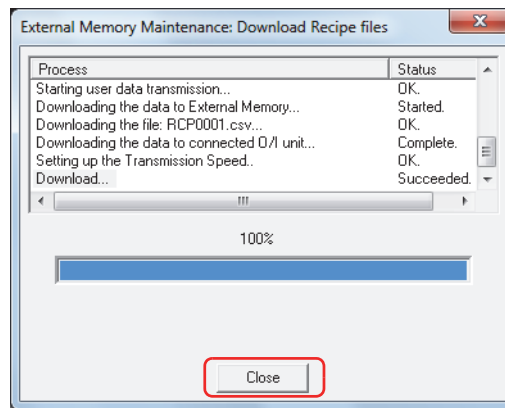 External Memory Maintenance: Download Recipe files
Process Status
Starting user data transmission... OK.
Downloading the data to External Memory... Started.
Downloading the file: RCP0001.csv... OK.
Downloading the data to connected O/I unit... Complete.
Setting up the Transmission Speed.. OK.
Download... Succeeded.
100%
Close